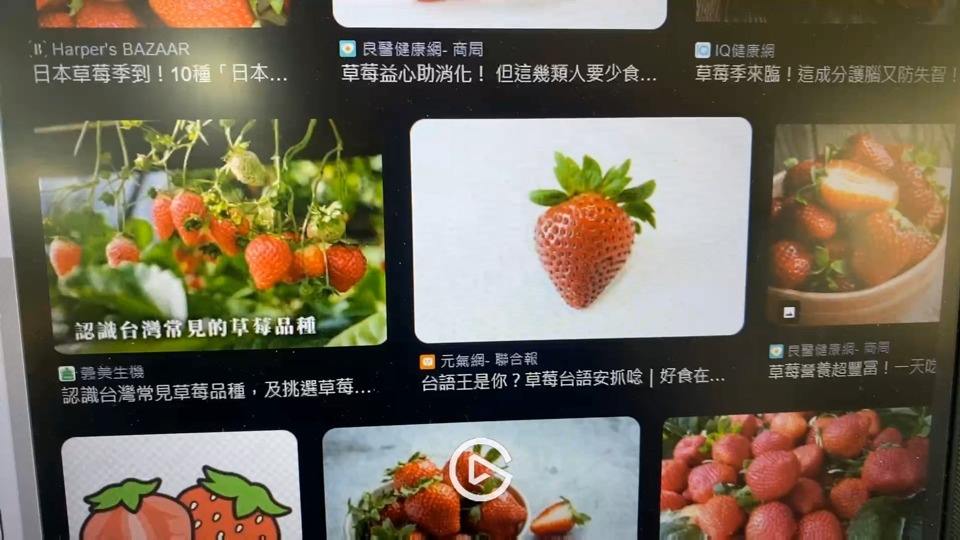 Harper's BAZAAR
日本草莓季到！10種「日本...
良醫健康網- 商周
草莓益心助消化！ 但這幾類人要少食...
IQ健康網
草莓季來臨！這成分護腦又防失智！
認識台灣常見的草莓品種
義美生機
認識台灣常見草莓品種，及挑選草莓...
元氣網- 聯合報
台語王是你？草莓台語安抓唸 | 好食在...
良醫健康網- 商周
草莓營養超豐富！一天吃